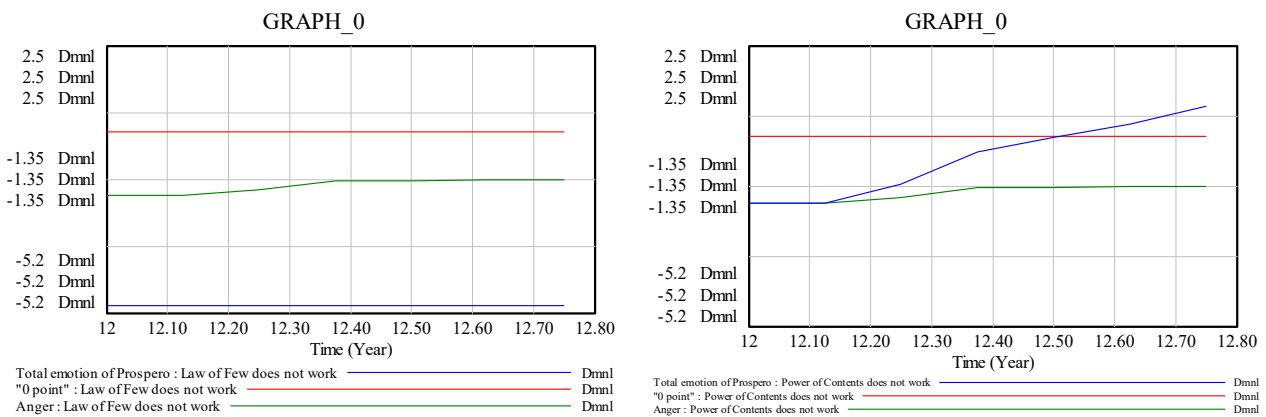 GRAPH_0
2.5 Dmnl
2.5 Dmnl
2.5 Dmnl
-1.35 Dmnl
-1.35 Dmnl
-1.35 Dmnl
-5.2 Dmnl
-5.2 Dmnl
-5.2 Dmnl
12 12.10 12.20 12.30 12.40 12.50 12.60 12.70 12.80
Time (Year)
Total emotion of Prospero : Law of Few does not work Dmnl
"0 point" : Law of Few does not work Dmnl
Anger : Law of Few does not work Dmnl
GRAPH_0
2.5 Dmnl
2.5 Dmnl
2.5 Dmnl
-1.35 Dmnl
-1.35 Dmnl
-1.35 Dmnl
-5.2 Dmnl
-5.2 Dmnl
-5.2 Dmnl
12 12.10 12.20 12.30 12.40 12.50 12.60 12.70 12.80
Time (Year)
Total emotion of Prospero : Power of Contents does not work Dmnl
"0 point" : Power of Contents does not work Dmnl
Anger : Power of Contents does not work Dmnl